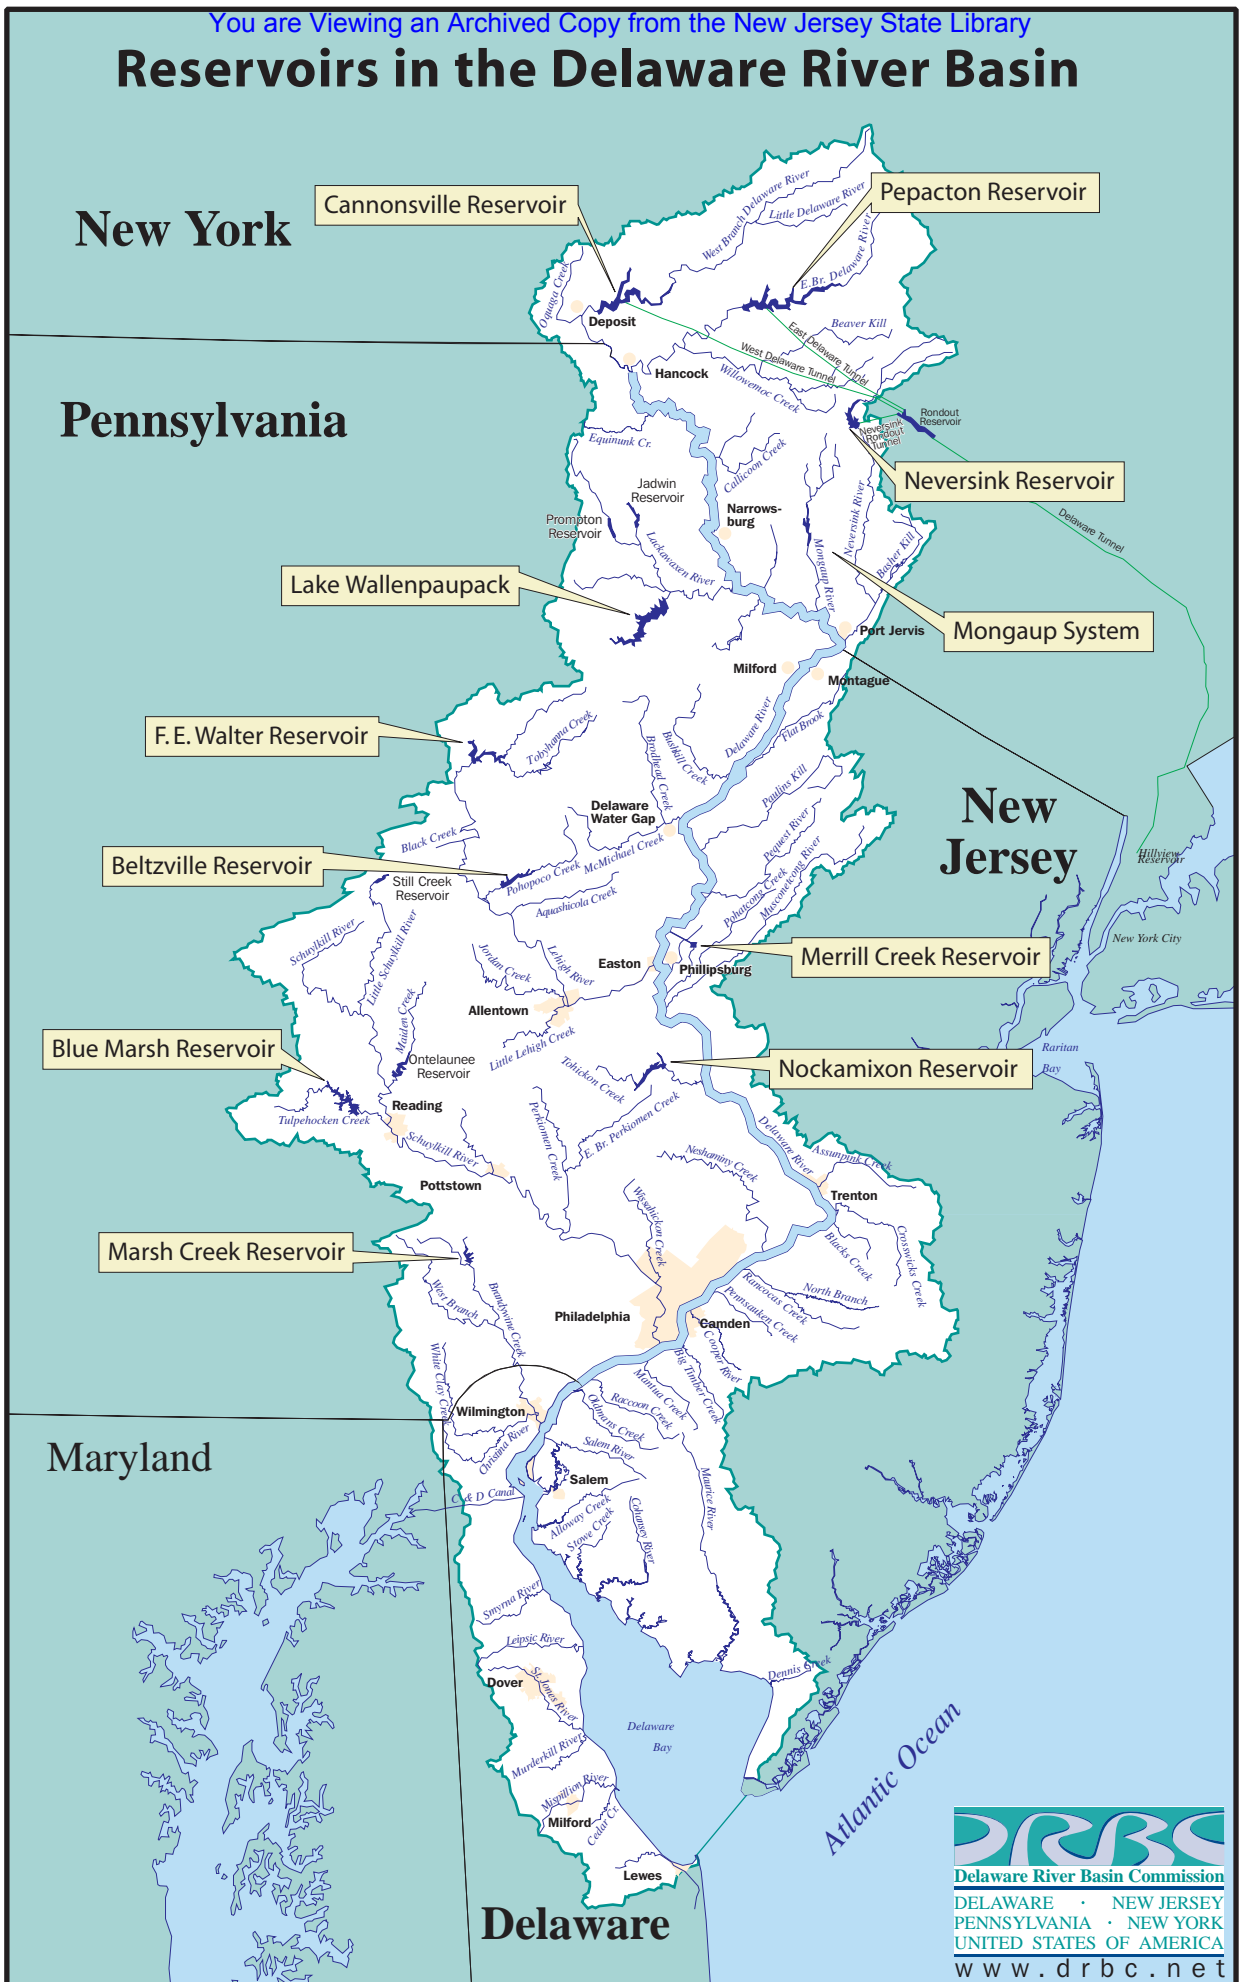 You are Viewing an Archived Copy from the New Jersey State Library
Reservoirs in the Delaware River Basin
New York
Cannonsville Reservoir
Pepacton Reservoir
West Branch Delaware River
Little Delaware River
E.Br. Delaware River
Oquaga Creek
Deposit
Beaver Kill
East Delaware Tunnel
West Delaware Tunnel
Hancock
Willowemoc Creek
Pennsylvania
Rondout
Reservoir
Neversink
Rondout
Tunnel
Equinunk Cr.
Callicoon Creek
Neversink Reservoir
Jadwin
Reservoir
Prompton
Reservoir
Narrows-
burg
Delaware Tunnel
Lackawaxen River
Mongaup River
Neversink River
Basher Kill
Lake Wallenpaupack
Mongaup System
Port Jervis
Milford
Montague
F. E. Walter Reservoir
Tobyhanna Creek
Brodhead Creek
Bushkill Creek
Delaware River
Flat Brook
Paulins Kill
New
Jersey
Delaware
Water Gap
Black Creek
McMichael Creek
Pequest River
Hillview
Reservoir
Beltzville Reservoir
Pohopoco Creek
Still Creek
Reservoir
Aquashicola Creek
Pohatcong Creek
Musconetcong River
Schuylkill River
Little Schuylkill River
Jordan Creek
Lehigh River
New York City
Easton
Phillipsburg
Merrill Creek Reservoir
Maiden Creek
Allentown
Little Lehigh Creek
Blue Marsh Reservoir
Ontelaunee
Reservoir
Tohickon Creek
Nockamixon Reservoir
Raritan
Bay
Reading
Tulpehocken Creek
Schuylkill River
Perkiomen Creek
E. Br. Perkiomen Creek
Delaware River
Neshaminy Creek
Assunpink Creek
Pottstown
Trenton
Wissahickon Creek
Blacks Creek
Crosswicks Creek
Marsh Creek Reservoir
West Branch
Brandywine Creek
Rancocas Creek
North Branch
Pennsauken Creek
Philadelphia
Camden
Cooper River
Big Timber Creek
Mantua Creek
White Clay Creek
Raccoon Creek
Oldmans Creek
Wilmington
Christina River
Salem River
Maryland
Salem
Maurice River
C & D Canal
Alloway Creek
Stowe Creek
Cohansey River
Smyrna River
Leipsic River
Dennis Creek
Dover
St. Jones River
Delaware
Bay
Murderkill River
Mispillion River
Milford
Cedar Cr.
Atlantic Ocean
Lewes
Delaware
DRBC
Delaware River Basin Commission
DELAWARE · NEW JERSEY
PENNSYLVANIA · NEW YORK
UNITED STATES OF AMERICA
www.drbc.net